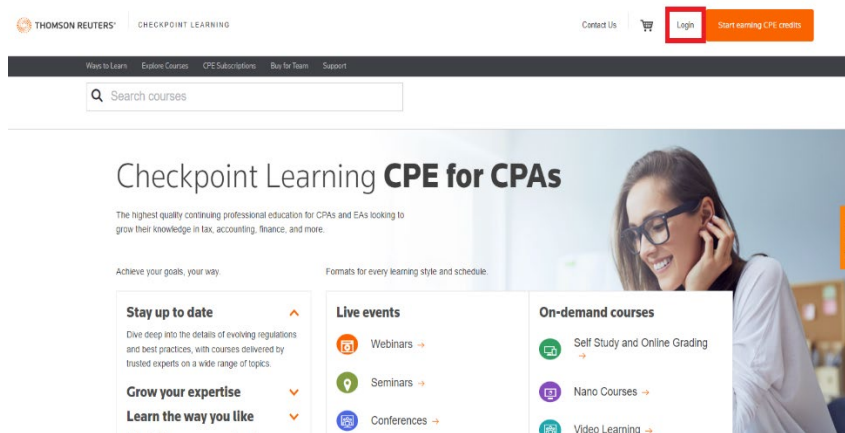 THOMSON REUTERS®
CHECKPOINT LEARNING
Contact Us
Login
Start earning CPE credits
Ways to Learn
Explore Courses
CPE Subscriptions
Buy for Team
Support
Search courses
Checkpoint Learning CPE for CPAs
The highest quality continuing professional education for CPAs and EAs looking to
grow their knowledge in tax, accounting, finance, and more.
Achieve your goals, your way.
Formats for every learning style and schedule.
Stay up to date
Dive deep into the details of evolving regulations
and best practices, with courses delivered by
trusted experts on a wide range of topics.
Grow your expertise
Learn the way you like
Live events
Webinars →
Seminars →
Conferences →
On-demand courses
Self Study and Online Grading
→
Nano Courses →
Video Learning →